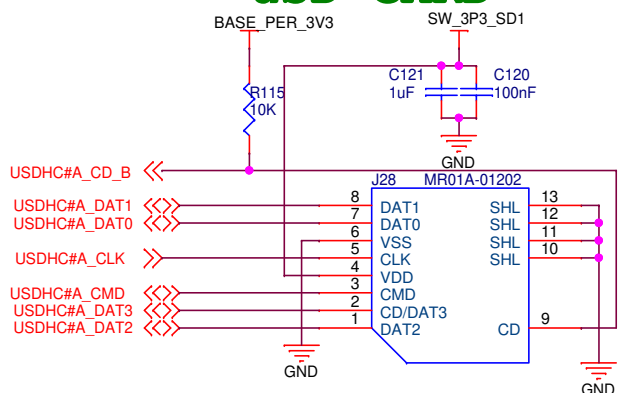 BASE_PER_3V3
SW_3P3_SD1
R115
10K
C121
1uF
C120
100nF
GND
USDHC#A_CD_B
J28
MR01A-01202
USDHC#A_DAT1
8
DAT1
SHL
13
USDHC#A_DAT0
7
DAT0
SHL
12
6
VSS
SHL
11
USDHC#A_CLK
5
CLK
SHL
10
4
VDD
USDHC#A_CMD
3
CMD
USDHC#A_DAT3
2
CD/DAT3
USDHC#A_DAT2
1
DAT2
CD
9
GND
GND